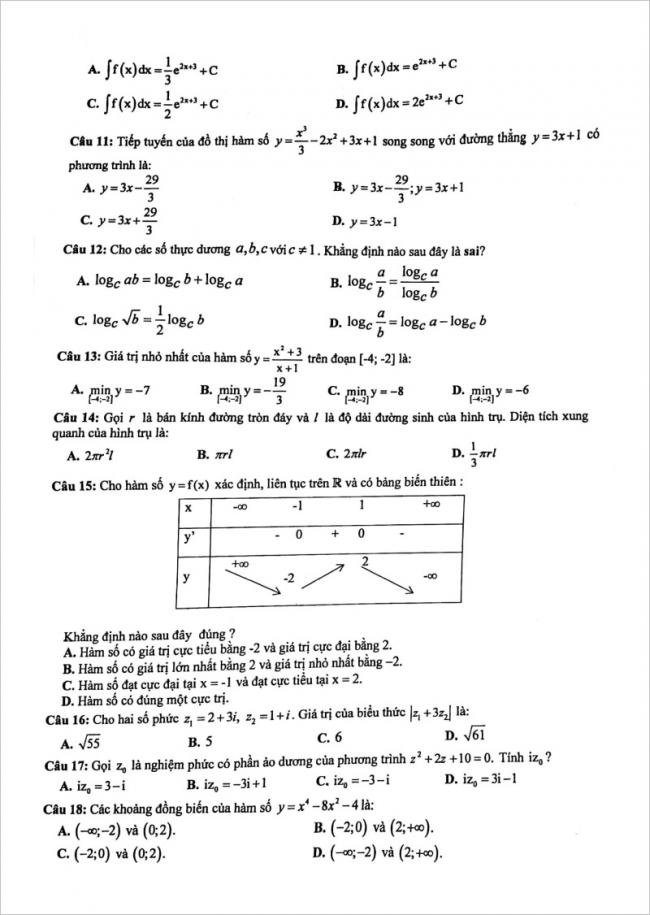 A. ∫f(x)dx = 1/3 e^(2x+3) + C B. ∫f(x)dx = e^(2x+3) + C
C. ∫f(x)dx = 1/2 e^(2x+3) + C D. ∫f(x)dx = 2e^(2x+3) + C
Câu 11: Tiếp tuyến của đồ thị hàm số y = x³/3 − 2x² + 3x + 1 song song với đường thẳng y = 3x + 1 có
phương trình là:
A. y = 3x − 29/3 B. y = 3x − 29/3; y = 3x + 1
C. y = 3x + 29/3 D. y = 3x − 1
Câu 12: Cho các số thực dương a, b, c với c ≠ 1. Khẳng định nào sau đây là sai?
A. log_c ab = log_c b + log_c a B. log_c a/b = log_c a / log_c b
C. log_c √b = 1/2 log_c b D. log_c a/b = log_c a − log_c b
Câu 13: Giá trị nhỏ nhất của hàm số y = (x² + 3)/(x + 1) trên đoạn [-4; -2] là:
A. min y = −7 B. min y = −19/3 C. min y = −8 D. min y = −6
[−4;−2] [−4;−2] [−4;−2] [−4;−2]
Câu 14: Gọi r là bán kính đường tròn đáy và l là độ dài đường sinh của hình trụ. Diện tích xung
quanh của hình trụ là:
A. 2πr²l B. πrl C. 2πlr D. 1/3 πrl
Câu 15: Cho hàm số y = f(x) xác định, liên tục trên ℝ và có bảng biến thiên :
x -∞ -1 1 +∞
y' - 0 + 0 -
y +∞ -2 2 -∞
Khẳng định nào sau đây đúng ?
A. Hàm số có giá trị cực tiểu bằng -2 và giá trị cực đại bằng 2.
B. Hàm số có giá trị lớn nhất bằng 2 và giá trị nhỏ nhất bằng −2.
C. Hàm số đạt cực đại tại x = -1 và đạt cực tiểu tại x = 2.
D. Hàm số có đúng một cực trị.
Câu 16: Cho hai số phức z₁ = 2 + 3i, z₂ = 1 + i. Giá trị của biểu thức |z₁ + 3z₂| là:
A. √55 B. 5 C. 6 D. √61
Câu 17: Gọi z₀ là nghiệm phức có phần ảo dương của phương trình z² + 2z + 10 = 0. Tính iz₀ ?
A. iz₀ = 3 − i B. iz₀ = −3i + 1 C. iz₀ = −3 − i D. iz₀ = 3i − 1
Câu 18: Các khoảng đồng biến của hàm số y = x⁴ − 8x² − 4 là:
A. (−∞;−2) và (0;2). B. (−2;0) và (2;+∞).
C. (−2;0) và (0;2). D. (−∞;−2) và (2;+∞).